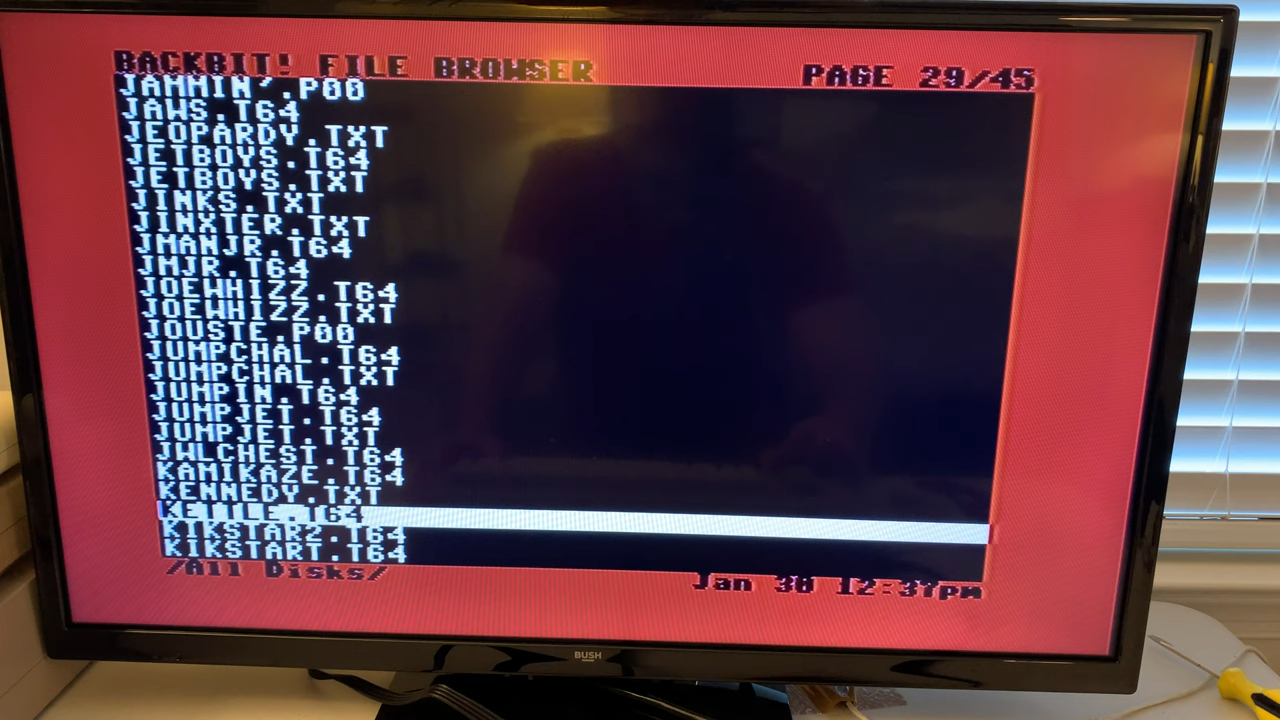 BACKBIT! FILE BROWSER PAGE 29/45
JAMMIN'.P00
JAWS.T64
JEOPARDY.TXT
JETBOYS.T64
JETBOYS.TXT
JINKS.TXT
JINXTER.TXT
JMANJR.T64
JMJR.T64
JOEWHIZZ.T64
JOEWHIZZ.TXT
JOUSTE.P00
JUMPCHAL.T64
JUMPCHAL.TXT
JUMPIN.T64
JUMPJET.T64
JUMPJET.TXT
JWLCHEST.T64
KAMIKAZE.T64
KENNEDY.TXT
KETTLE.T64
KIKSTAR2.T64
KIKSTART.T64
/All Disks/ Jan 30 12:37pm
BUSH